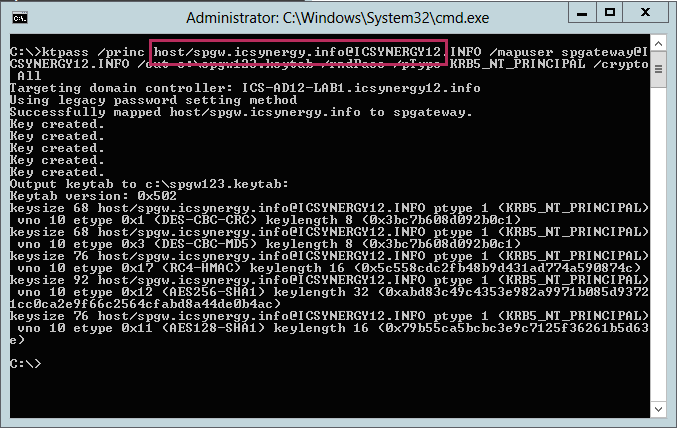 Administrator: C:\Windows\System32\cmd.exe
C:\>ktpass /princ host/spgw.icsynergy.info@ICSYNERGY12.INFO /mapuser spgateway@I
CSYNERGY12.INFO /out c:\spgw123.keytab /rndPass /pType KRB5_NT_PRINCIPAL /crypto
All
Targeting domain controller: ICS-AD12-LAB1.icsynergy12.info
Using legacy password setting method
Successfully mapped host/spgw.icsynergy.info to spgateway.
Key created.
Key created.
Key created.
Key created.
Key created.
Output keytab to c:\spgw123.keytab:
Keytab version: 0x502
keysize 68 host/spgw.icsynergy.info@ICSYNERGY12.INFO ptype 1 (KRB5_NT_PRINCIPAL)
vno 10 etype 0x1 (DES-CBC-CRC) keylength 8 (0x3bc7b608d092b0c1)
keysize 68 host/spgw.icsynergy.info@ICSYNERGY12.INFO ptype 1 (KRB5_NT_PRINCIPAL)
vno 10 etype 0x3 (DES-CBC-MD5) keylength 8 (0x3bc7b608d092b0c1)
keysize 76 host/spgw.icsynergy.info@ICSYNERGY12.INFO ptype 1 (KRB5_NT_PRINCIPAL)
vno 10 etype 0x17 (RC4-HMAC) keylength 16 (0x5c558cdc2fb48b9d431ad774a590874c)
keysize 92 host/spgw.icsynergy.info@ICSYNERGY12.INFO ptype 1 (KRB5_NT_PRINCIPAL)
vno 10 etype 0x12 (AES256-SHA1) keylength 32 (0xabd83c49c4353e982a9971b085d9372
1cc0ca2e9f66c2564cfabd8a44de0b4ac)
keysize 76 host/spgw.icsynergy.info@ICSYNERGY12.INFO ptype 1 (KRB5_NT_PRINCIPAL)
vno 10 etype 0x11 (AES128-SHA1) keylength 16 (0x79b55ca5bcbc3e9c7125f36261b5d63
e)
C:\>